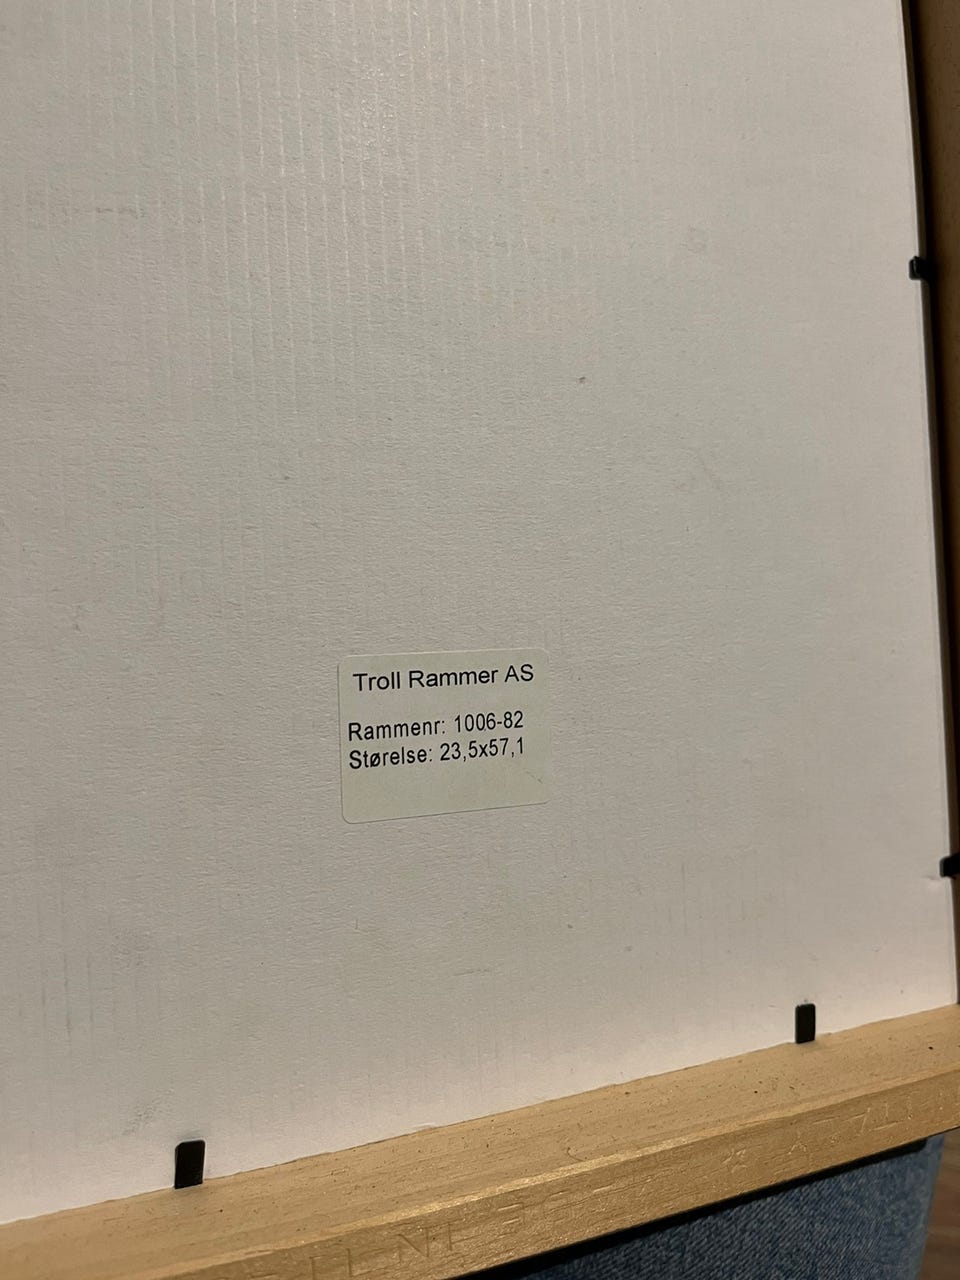 Troll Rammer AS
Rammenr: 1006-82
Størelse: 23,5x57,1